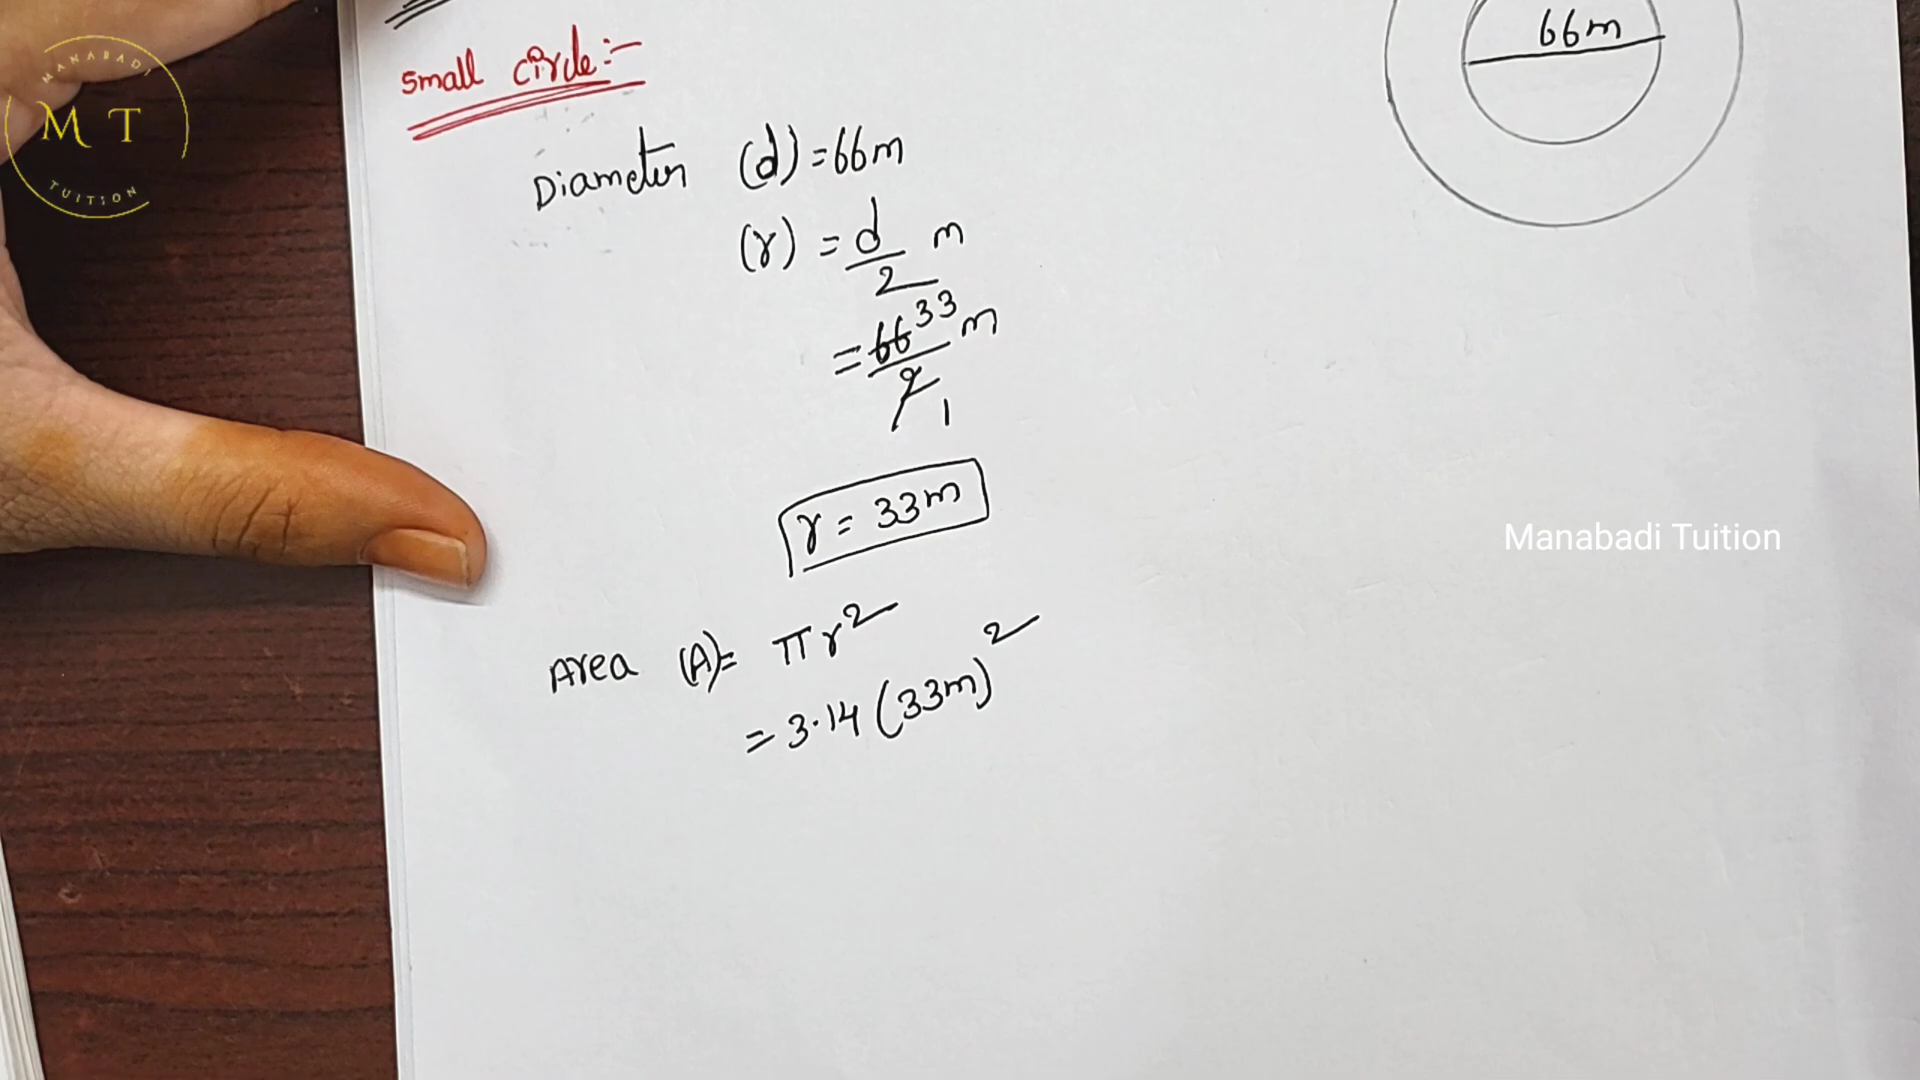 MANABADI
M T
TUITION
66m
Small circle:-
Diameter (d)=66m
(r) = d/2 m
= 66 33/2 1 m
r = 33m
Manabadi Tuition
Area (A)= πr²
= 3.14 (33m)²